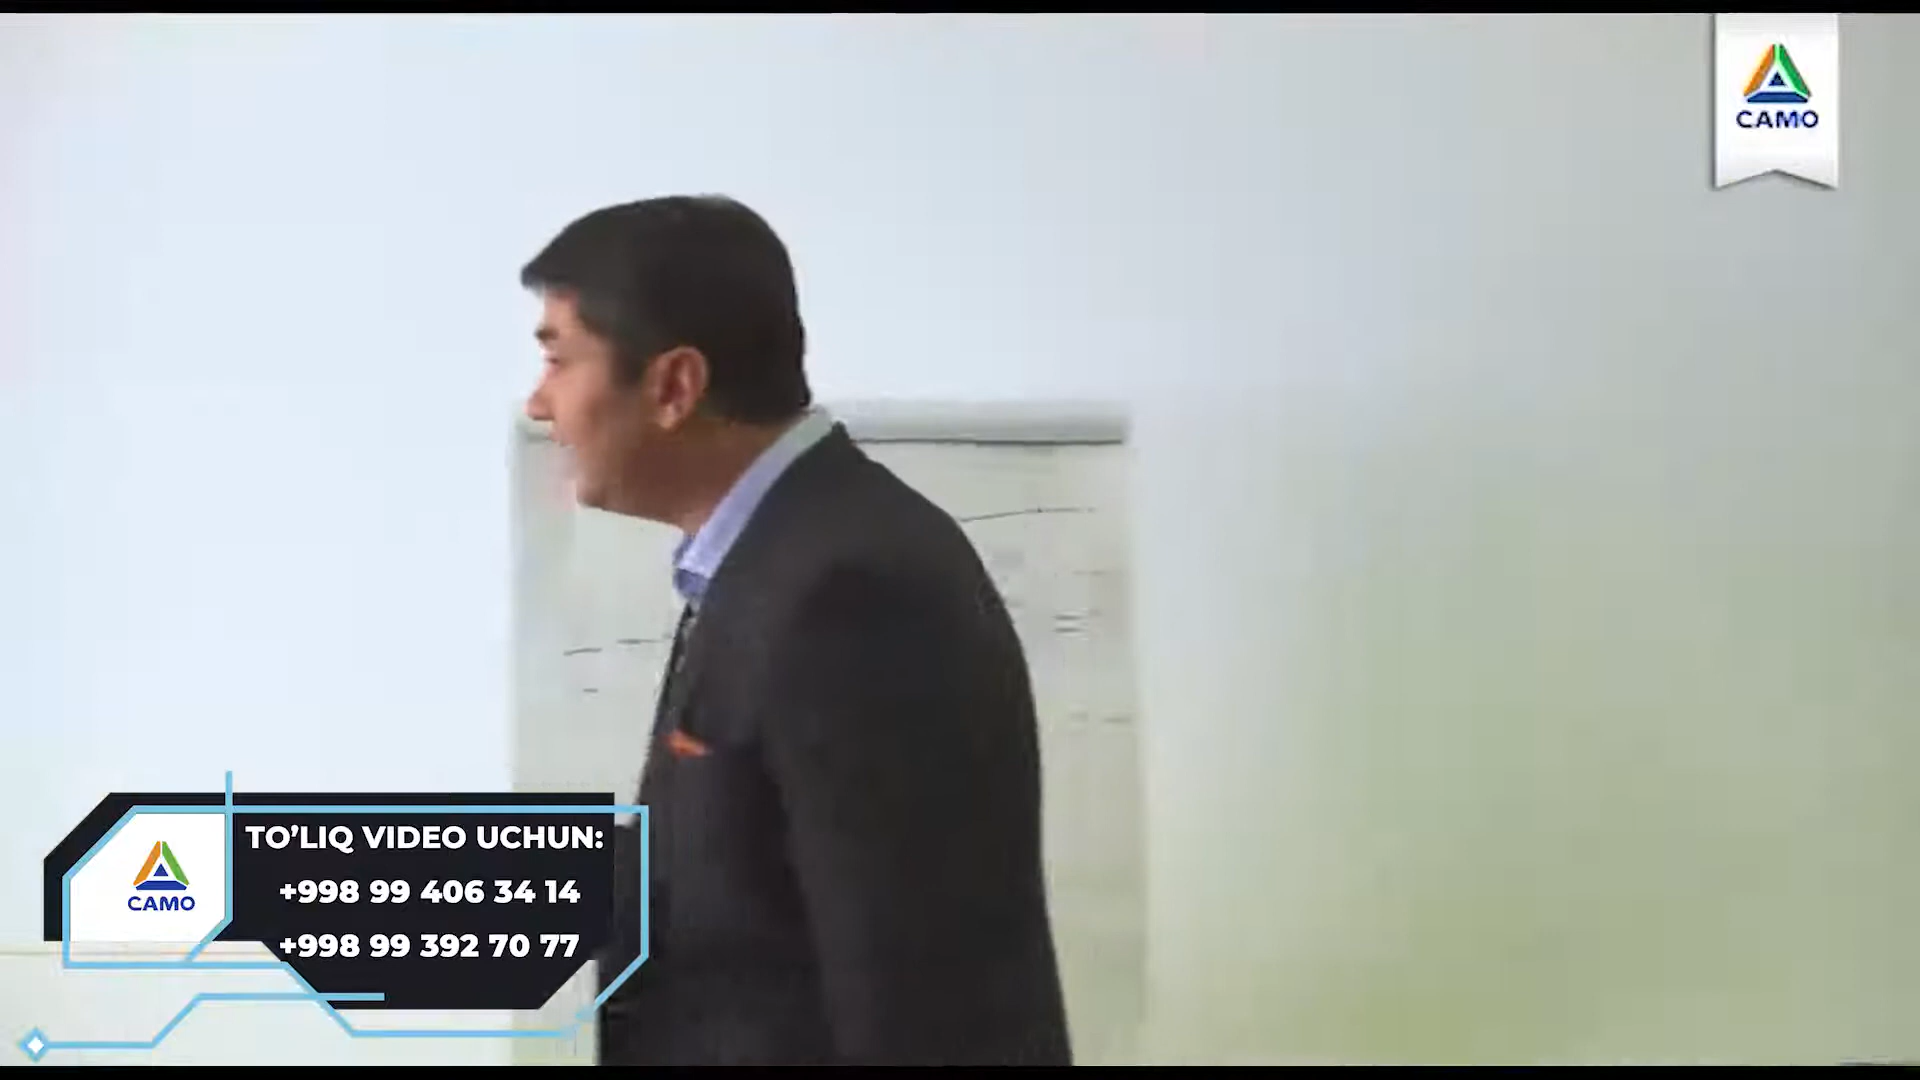 CAMO
TO’LIQ VIDEO UCHUN:
+998 99 406 34 14
CAMO
+998 99 392 70 77